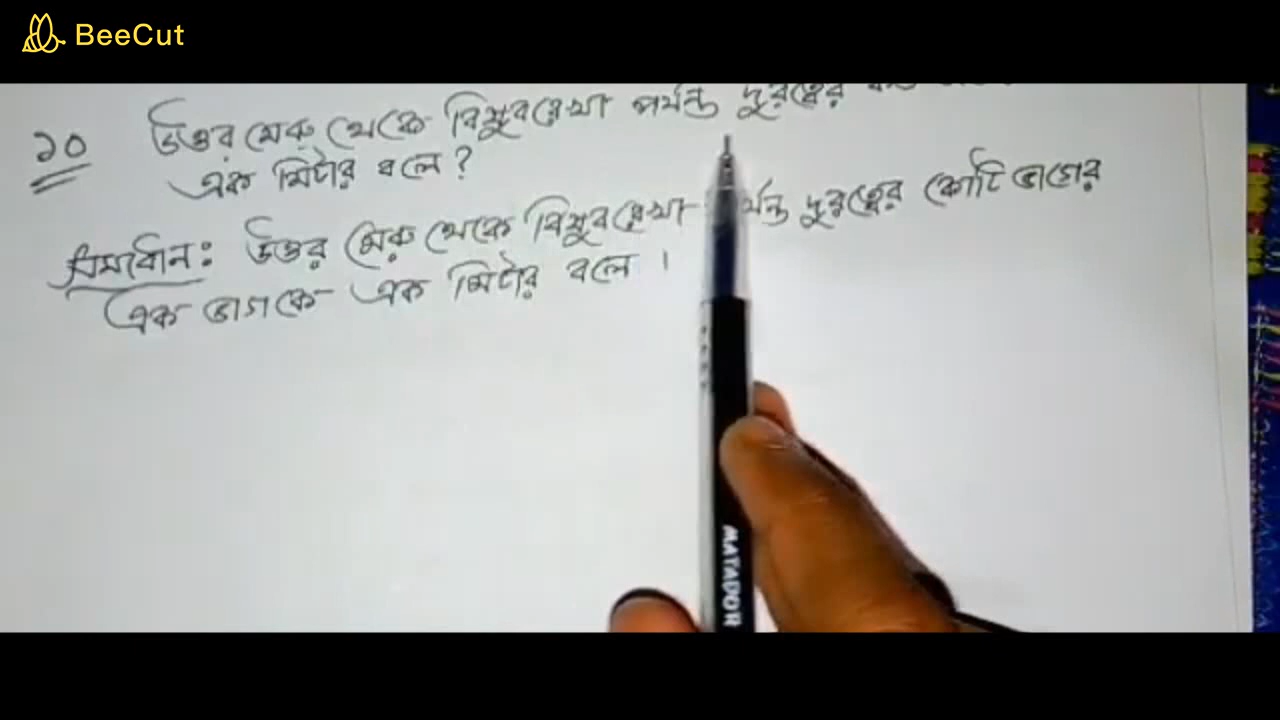 BeeCut
১০ উত্তর মেরু থেকে বিষুবরেখা পর্যন্ত দুরত্বের
এক মিটার বলে?
সমাধান: উত্তর মেরু থেকে বিষুবরেখা র্যন্ত দুরত্বের কোটি ভাগের
এক ভাগকে এক মিটার বলে।
MATADOR